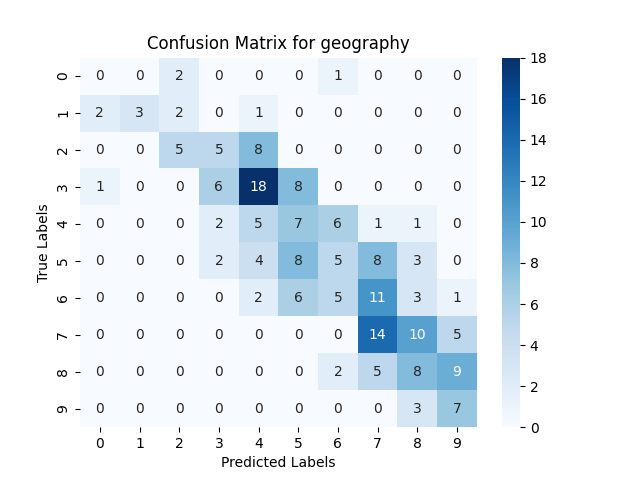 Confusion Matrix for geography
True Labels
0 0 0 2 0 0 0 1 0 0 0
1 2 3 2 0 1 0 0 0 0 0
2 0 0 5 5 8 0 0 0 0 0
3 1 0 0 6 18 8 0 0 0 0
4 0 0 0 2 5 7 6 1 1 0
5 0 0 0 2 4 8 5 8 3 0
6 0 0 0 0 2 6 5 11 3 1
7 0 0 0 0 0 0 0 14 10 5
8 0 0 0 0 0 0 2 5 8 9
9 0 0 0 0 0 0 0 0 3 7
0 1 2 3 4 5 6 7 8 9
Predicted Labels
18
16
14
12
10
8
6
4
2
0